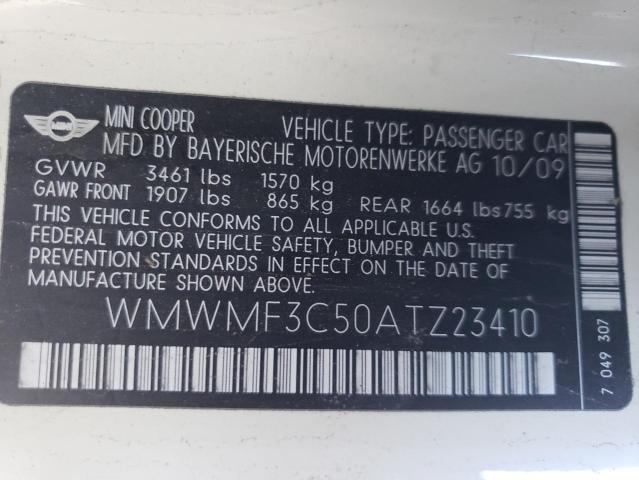 MINI
MINI COOPER VEHICLE TYPE: PASSENGER CAR
MFD BY BAYERISCHE MOTORENWERKE AG 10/09
GVWR 3461 lbs 1570 kg
GAWR FRONT 1907 lbs 865 kg REAR 1664 lbs 755 kg
THIS VEHICLE CONFORMS TO ALL APPLICABLE U.S.
FEDERAL MOTOR VEHICLE SAFETY, BUMPER AND THEFT
PREVENTION STANDARDS IN EFFECT ON THE DATE OF
MANUFACTURE SHOWN ABOVE.
WMWMF3C50ATZ23410
7 049 307